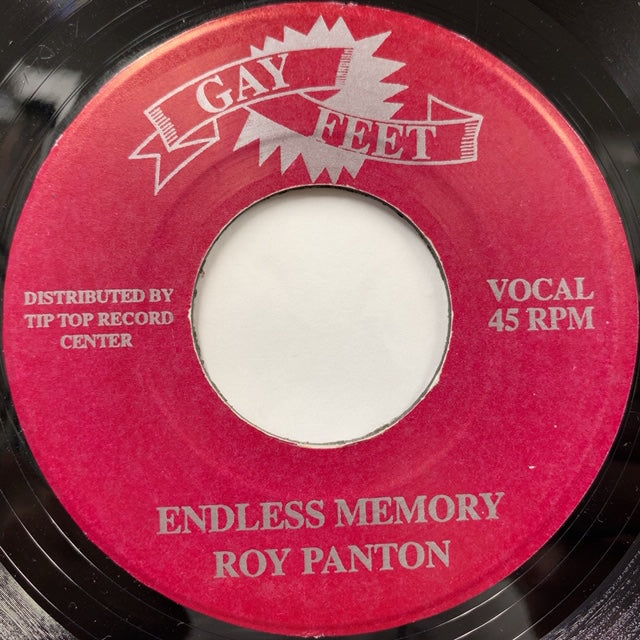 GAY
FEET
DISTRIBUTED BY
TIP TOP RECORD
CENTER
VOCAL
45 RPM
ENDLESS MEMORY
ROY PANTON